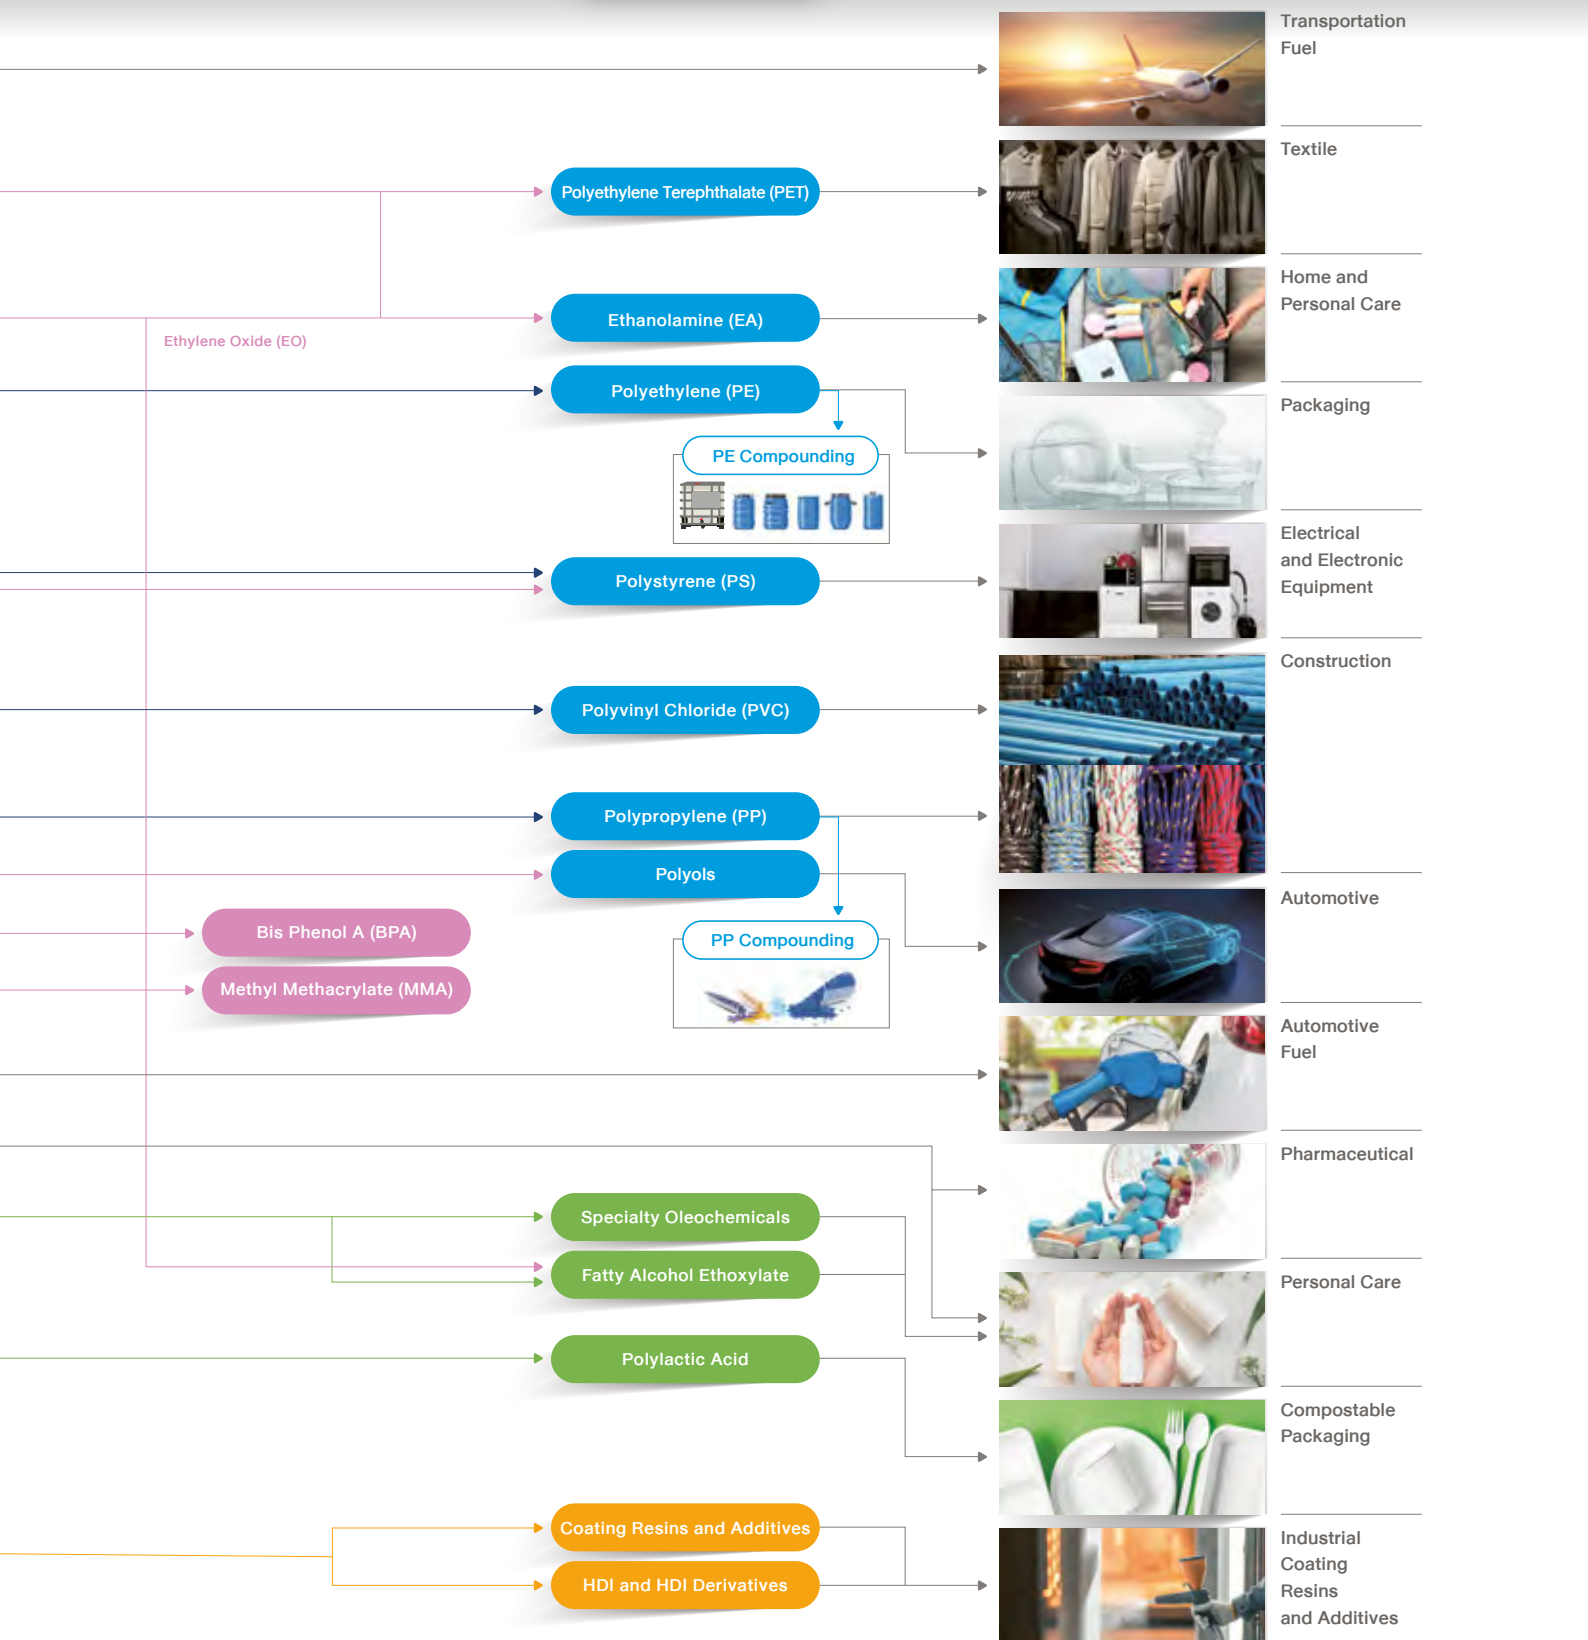 Transportation
Fuel
Textile
Polyethylene Terephthalate (PET)
Home and
Personal Care
Ethanolamine (EA)
Ethylene Oxide (EO)
Polyethylene (PE)
Packaging
PE Compounding
Electrical
and Electronic
Equipment
Polystyrene (PS)
Construction
Polyvinyl Chloride (PVC)
Polypropylene (PP)
Polyols
Automotive
Bis Phenol A (BPA)
PP Compounding
Methyl Methacrylate (MMA)
Automotive
Fuel
Pharmaceutical
Specialty Oleochemicals
Fatty Alcohol Ethoxylate
Personal Care
Polylactic Acid
Compostable
Packaging
Coating Resins and Additives
HDI and HDI Derivatives
Industrial
Coating
Resins
and Additives